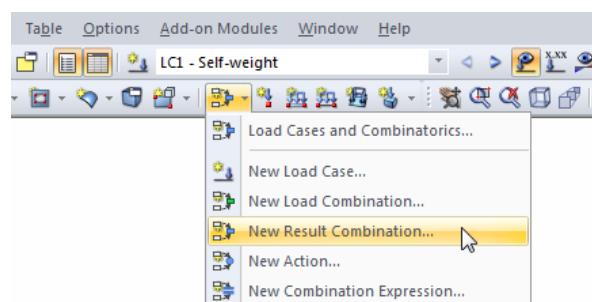 Table Options Add-on Modules Window Help
LC1 - Self-weight
x.xx
Load Cases and Combinatorics...
New Load Case...
New Load Combination...
New Result Combination...
New Action...
New Combination Expression...